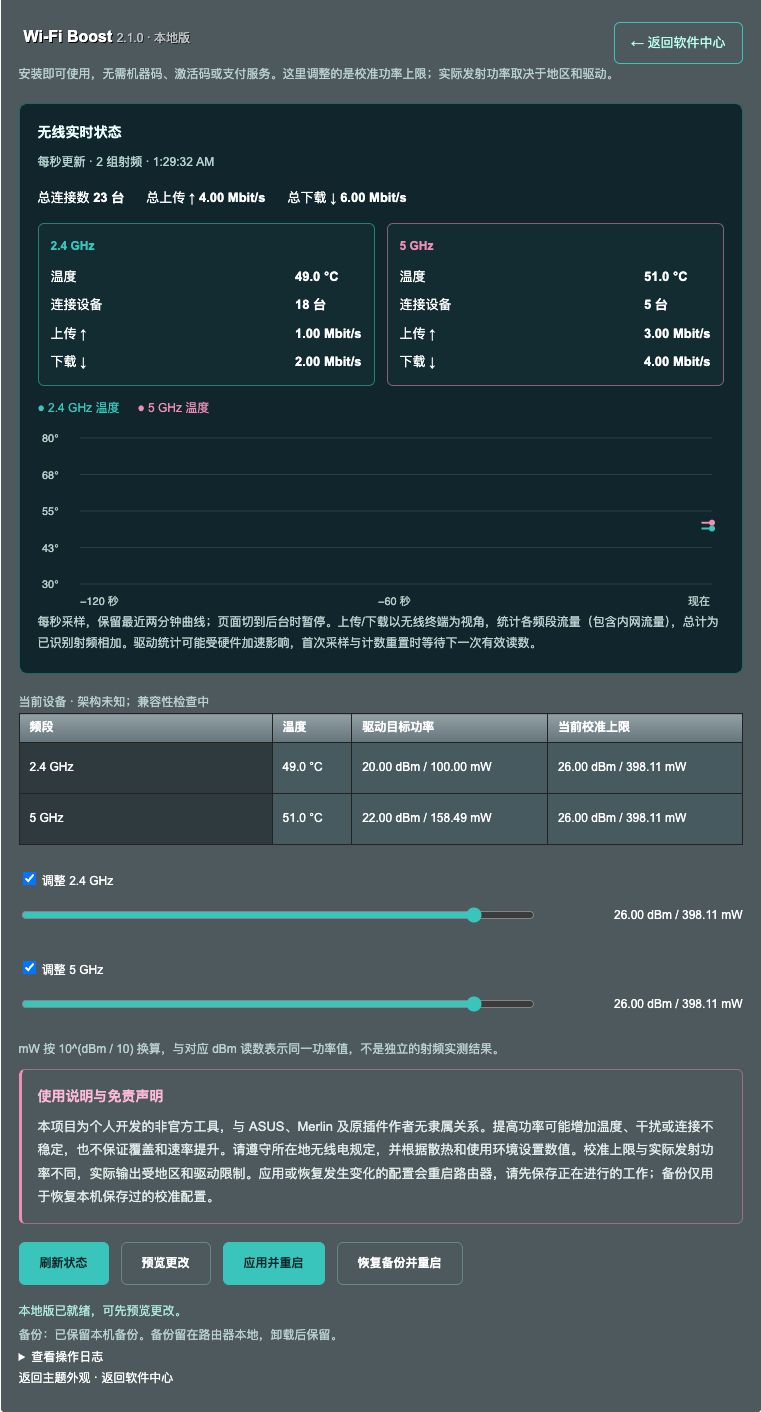 Wi-Fi Boost 2.1.0 · 本地版
← 返回软件中心
安装即可使用，无需机器码、激活码或支付服务。这里调整的是校准功率上限；实际发射功率取决于地区和驱动。
无线实时状态
每秒更新 · 2 组射频 · 1:29:32 AM
总连接数 23 台 总上传 ↑ 4.00 Mbit/s 总下载 ↓ 6.00 Mbit/s
2.4 GHz
温度 49.0 °C
连接设备 18 台
上传 ↑ 1.00 Mbit/s
下载 ↓ 2.00 Mbit/s
5 GHz
温度 51.0 °C
连接设备 5 台
上传 ↑ 3.00 Mbit/s
下载 ↓ 4.00 Mbit/s
● 2.4 GHz 温度 ● 5 GHz 温度
80°
68°
55°
43°
30°
−120 秒 −60 秒 现在
每秒采样，保留最近两分钟曲线；页面切到后台时暂停。上传/下载以无线终端为视角，统计各频段流量（包含内网流量），总计为
已识别射频相加。驱动统计可能受硬件加速影响，首次采样与计数重置时等待下一次有效读数。
当前设备 · 架构未知；兼容性检查中
频段 温度 驱动目标功率 当前校准上限
2.4 GHz 49.0 °C 20.00 dBm / 100.00 mW 26.00 dBm / 398.11 mW
5 GHz 51.0 °C 22.00 dBm / 158.49 mW 26.00 dBm / 398.11 mW
调整 2.4 GHz
26.00 dBm / 398.11 mW
调整 5 GHz
26.00 dBm / 398.11 mW
mW 按 10^(dBm / 10) 换算，与对应 dBm 读数表示同一功率值，不是独立的射频实测结果。
使用说明与免责声明
本项目为个人开发的非官方工具，与 ASUS、Merlin 及原插件作者无隶属关系。提高功率可能增加温度、干扰或连接不
稳定，也不保证覆盖和速率提升。请遵守所在地无线电规定，并根据散热和使用环境设置数值。校准上限与实际发射功
率不同，实际输出受地区和驱动限制。应用或恢复发生变化的配置会重启路由器，请先保存正在进行的工作；备份仅用
于恢复本机保存过的校准配置。
刷新状态 预览更改 应用并重启 恢复备份并重启
本地版已就绪，可先预览更改。
备份：已保留本机备份。备份留在路由器本地，卸载后保留。
▶ 查看操作日志
返回主题外观 · 返回软件中心